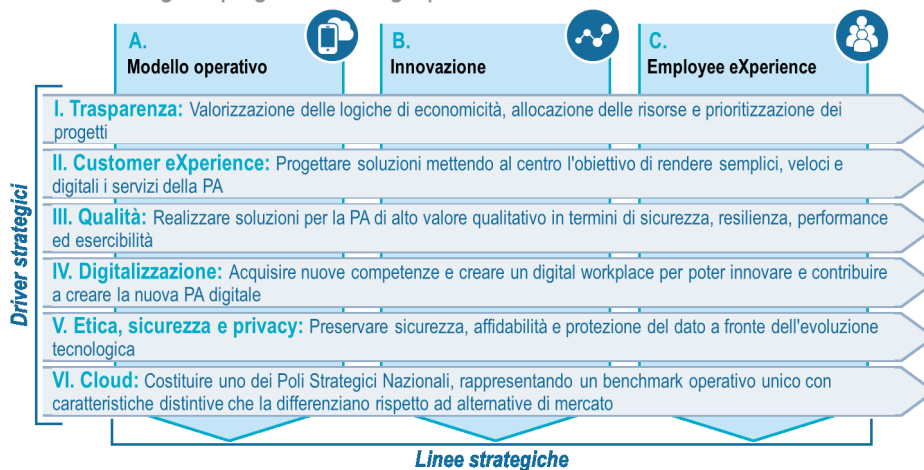 A.
Modello operativo
B.
Innovazione
C.
Employee eXperience
I. Trasparenza: Valorizzazione delle logiche di economicità, allocazione delle risorse e prioritizzazione dei
progetti
II. Customer eXperience: Progettare soluzioni mettendo al centro l'obiettivo di rendere semplici, veloci e
digitali i servizi della PA
III. Qualità: Realizzare soluzioni per la PA di alto valore qualitativo in termini di sicurezza, resilienza, performance
ed esercibilità
IV. Digitalizzazione: Acquisire nuove competenze e creare un digital workplace per poter innovare e contribuire
a creare la nuova PA digitale
V. Etica, sicurezza e privacy: Preservare sicurezza, affidabilità e protezione del dato a fronte dell'evoluzione
tecnologica
VI. Cloud: Costituire uno dei Poli Strategici Nazionali, rappresentando un benchmark operativo unico con
caratteristiche distintive che la differenziano rispetto ad alternative di mercato
Driver strategici
Linee strategiche